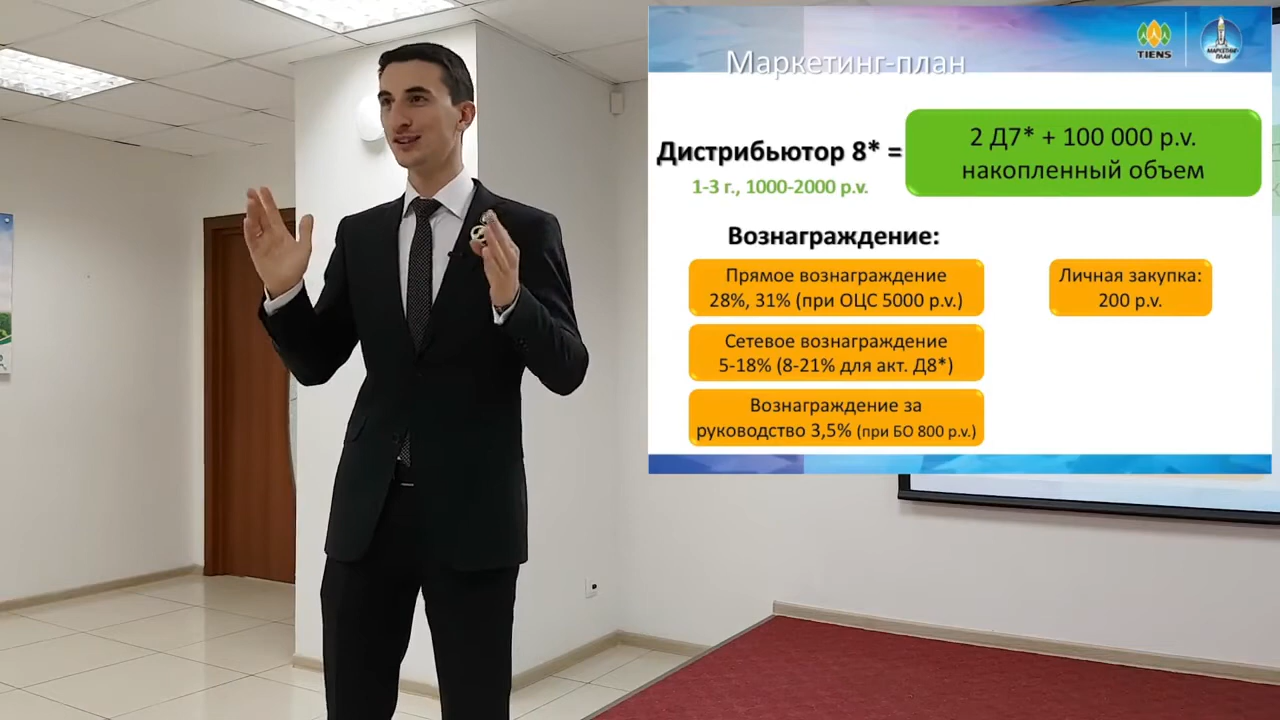 Маркетинг-план
TIENS
МАРКЕТИНГ-
ПЛАН
Дистрибьютор 8* =
1-3 г., 1000-2000 р.v.
2 Д7* + 100 000 р.v.
накопленный объем
Вознаграждение:
Прямое вознаграждение
28%, 31% (при ОЦС 5000 р.v.)
Личная закупка:
200 р.v.
Сетевое вознаграждение
5-18% (8-21% для акт. Д8*)
Вознаграждение за
руководство 3,5% (при БО 800 р.v.)